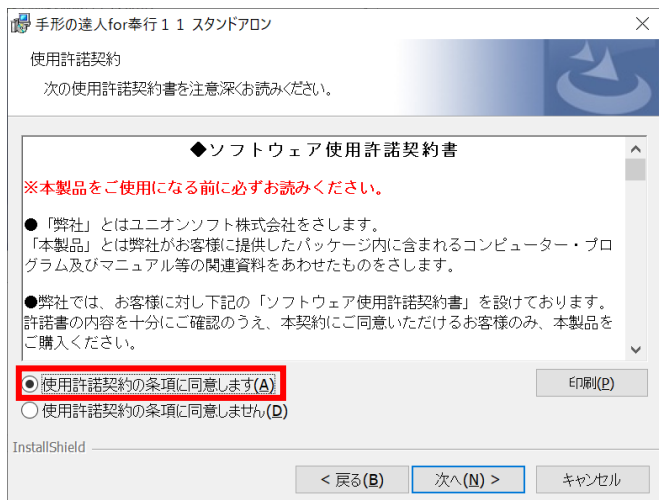 手形の達人for奉行11 スタンドアロン
使用許諾契約
次の使用許諾契約書を注意深くお読みください。
◆ソフトウェア使用許諾契約書
※本製品をご使用になる前に必ずお読みください。
●「弊社」とはユニオンソフト株式会社をさします。
「本製品」とは弊社がお客様に提供したパッケージ内に含まれるコンピューター・プロ
グラム及びマニュアル等の関連資料をあわせたものをさします。
●弊社では、お客様に対し下記の「ソフトウェア使用許諾契約書」を設けております。
許諾書の内容を十分にご確認のうえ、本契約にご同意いただけるお客様のみ、本製品を
ご購入ください。
使用許諾契約の条項に同意します(A)
印刷(P)
使用許諾契約の条項に同意しません(D)
InstallShield
< 戻る(B)
次へ(N) >
キャンセル